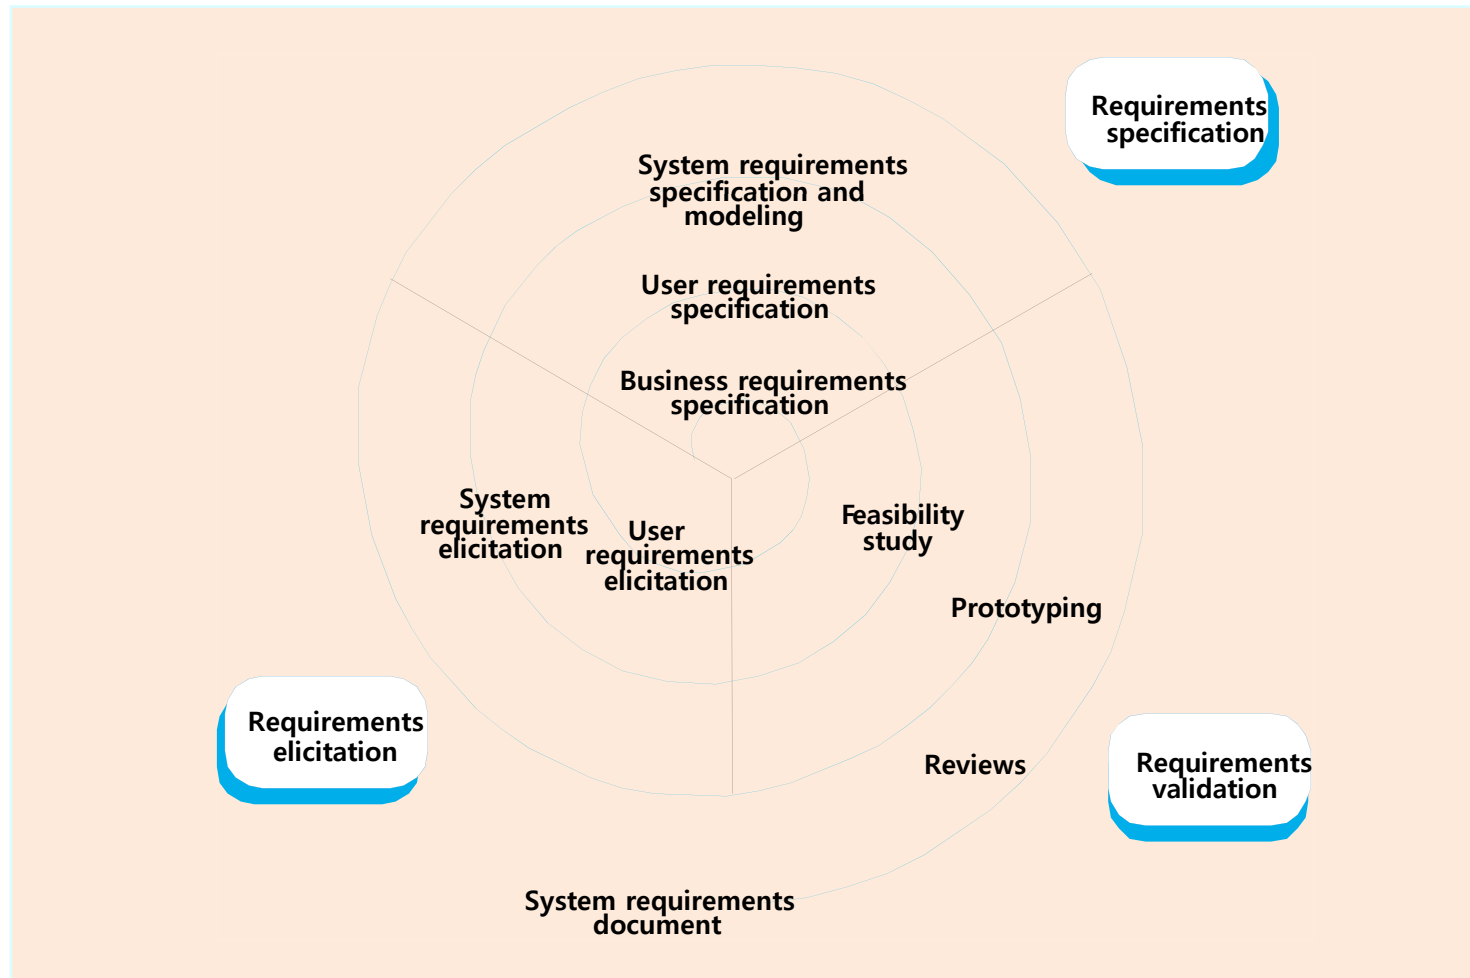 Requirements
specification
System requirements
specification and
modeling
User requirements
specification
Business requirements
specification
System
requirements
elicitation
User
requirements
elicitation
Feasibility
study
Prototyping
Requirements
elicitation
Reviews
Requirements
validation
System requirements
document